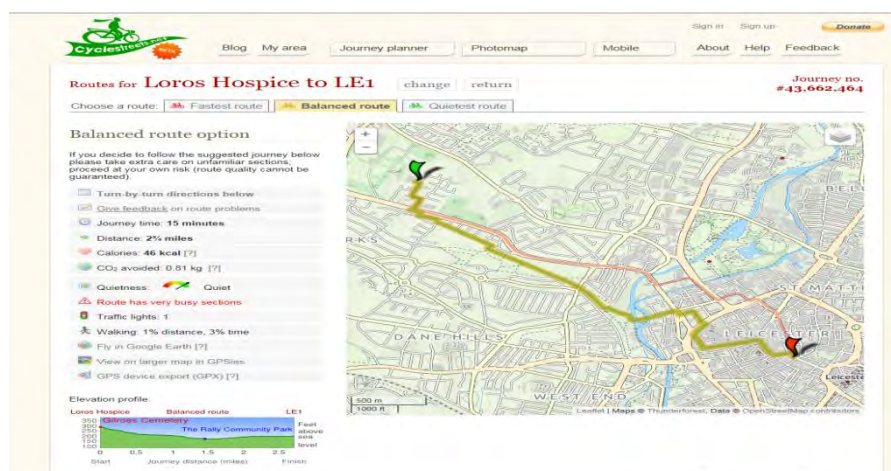 Cyclestreets.net
BETA
Sign in Sign up Donate
Blog My area Journey planner Photomap Mobile About Help Feedback
Routes for Loros Hospice to LE1 change return
Journey no.
#43,662,464
Choose a route: Fastest route Balanced route Quietest route
Balanced route option
If you decide to follow the suggested journey below
please take extra care on unfamiliar sections;
proceed at your own risk (route quality cannot be
guaranteed).
Turn-by-turn directions below
Give feedback on route problems
Journey time: 15 minutes
Distance: 2¾ miles
Calories: 46 kcal [?]
CO₂ avoided: 0.81 kg [?]
Quietness: Quiet
Route has very busy sections
Traffic lights: 1
Walking: 1% distance, 3% time
Fly in Google Earth [?]
View on larger map in GPSies
GPS device export (GPX) [?]
Elevation profile:
Loros Hospice Balanced route LE1
Gilroes Cemetery
The Rally Community Park
350
300
250
200
150
100
Feet
above
sea
level
0 0.5 1 1.5 2 2.5
Start Journey distance (miles) Finish
+
−
BEL
RKS
ST MATTH
DANE HILLS
LEICESTER
Leicester
WEST END
500 m
1000 ft
Leaflet | Maps © Thunderforest, Data © OpenStreetMap contributors